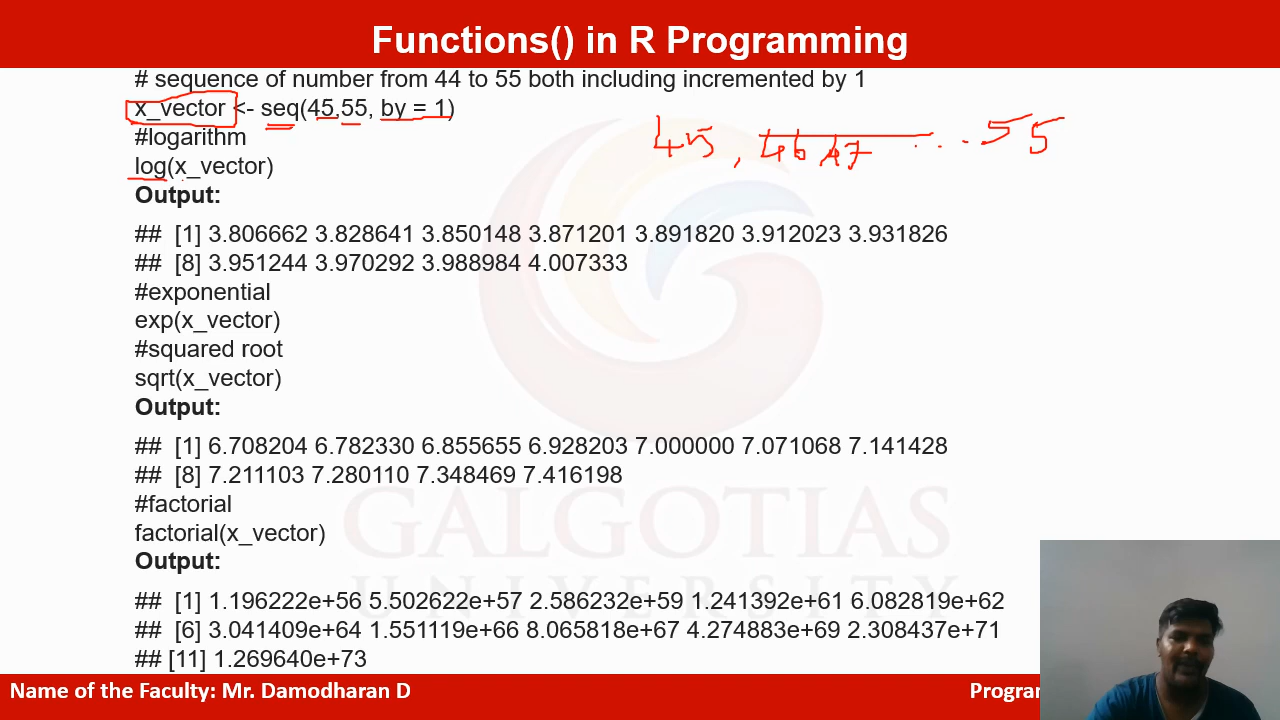 Functions() in R Programming
# sequence of number from 44 to 55 both including incremented by 1
x_vector <- seq(45,55, by = 1)
45, 46 47 ... 55
#logarithm
log(x_vector)
Output:
## [1] 3.806662 3.828641 3.850148 3.871201 3.891820 3.912023 3.931826
## [8] 3.951244 3.970292 3.988984 4.007333
#exponential
exp(x_vector)
#squared root
sqrt(x_vector)
Output:
## [1] 6.708204 6.782330 6.855655 6.928203 7.000000 7.071068 7.141428
## [8] 7.211103 7.280110 7.348469 7.416198
#factorial
factorial(x_vector)
GALGOTIAS
UNIVERSITY
Output:
## [1] 1.196222e+56 5.502622e+57 2.586232e+59 1.241392e+61 6.082819e+62
## [6] 3.041409e+64 1.551119e+66 8.065818e+67 4.274883e+69 2.308437e+71
## [11] 1.269640e+73
Name of the Faculty: Mr. Damodharan D